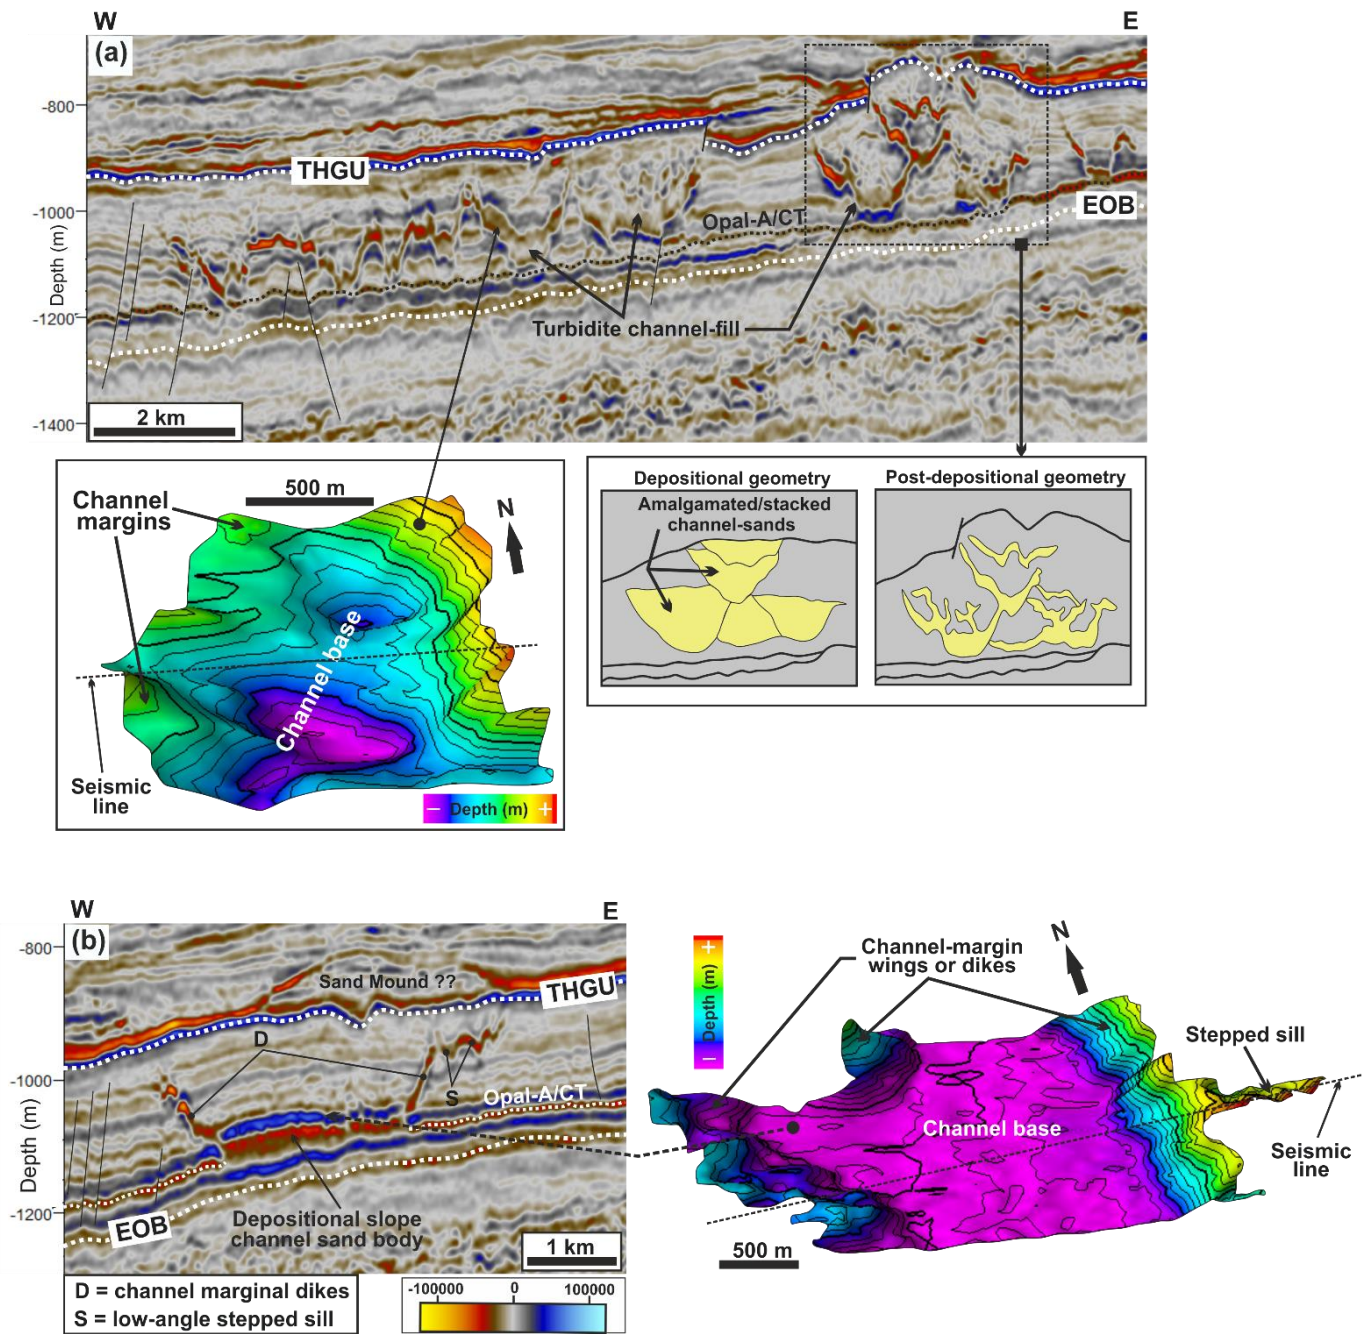 W
E
(a)
-800
-1000
-1200
-1400
Depth (m)
THGU
Opal-A/CT
EOB
Turbidite channel-fill
2 km
500 m
N
Channel
margins
Channel base
Seismic
line
− Depth (m) +
Depositional geometry
Post-depositional geometry
Amalgamated/stacked
channel-sands
W
E
(b)
-800
-1000
-1200
Depth (m)
Sand Mound ??
THGU
D
S
Opal-A/CT
EOB
Depositional slope
channel sand body
1 km
D = channel marginal dikes
S = low-angle stepped sill
-100000
0
100000
+
Depth (m)
−
Channel-margin
wings or dikes
N
Stepped sill
Channel base
Seismic
line
500 m